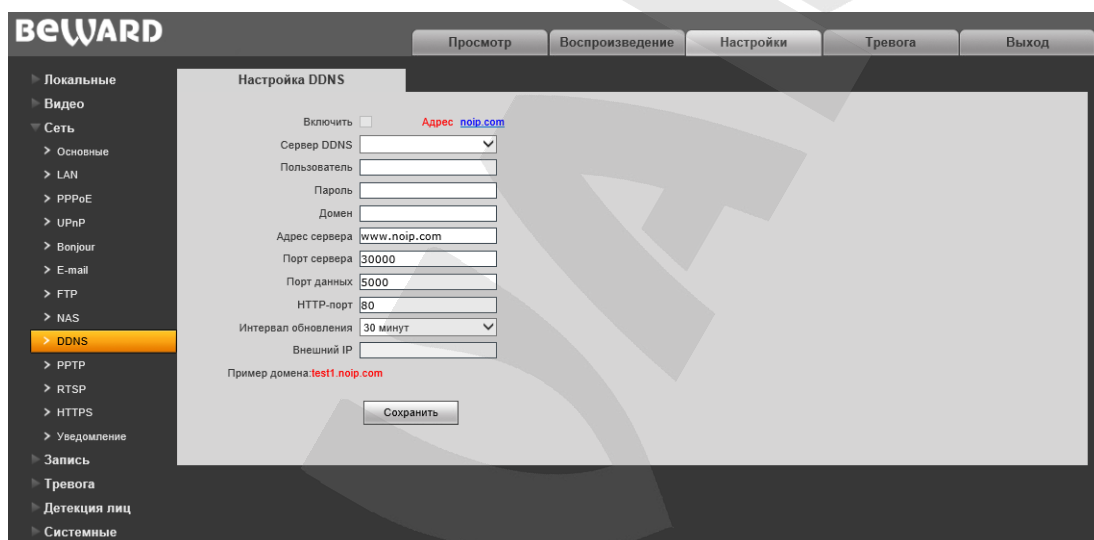 BEWARD
Просмотр Воспроизведение Настройки Тревога Выход
Локальные
Видео
Сеть
Основные
LAN
PPPoE
UPnP
Bonjour
E-mail
FTP
NAS
DDNS
PPTP
RTSP
HTTPS
Уведомление
Запись
Тревога
Детекция лиц
Системные
Настройка DDNS
Включить Адрес noip.com
Сервер DDNS
Пользователь
Пароль
Домен
Адрес сервера www.noip.com
Порт сервера 30000
Порт данных 5000
HTTP-порт 80
Интервал обновления 30 минут
Внешний IP
Пример домена:test1.noip.com
Сохранить